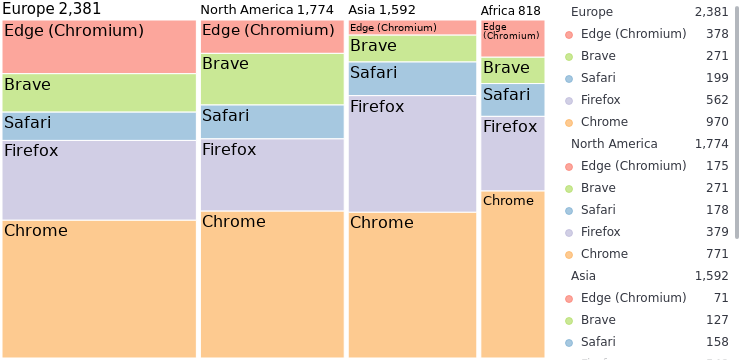 Europe 2,381
Edge (Chromium)
Brave
Safari
Firefox
Chrome
North America 1,774
Edge (Chromium)
Brave
Safari
Firefox
Chrome
Asia 1,592
Edge (Chromium)
Brave
Safari
Firefox
Chrome
Africa 818
Edge
(Chromium)
Brave
Safari
Firefox
Chrome
Europe 2,381
Edge (Chromium) 378
Brave 271
Safari 199
Firefox 562
Chrome 970
North America 1,774
Edge (Chromium) 175
Brave 271
Safari 178
Firefox 379
Chrome 771
Asia 1,592
Edge (Chromium) 71
Brave 127
Safari 158